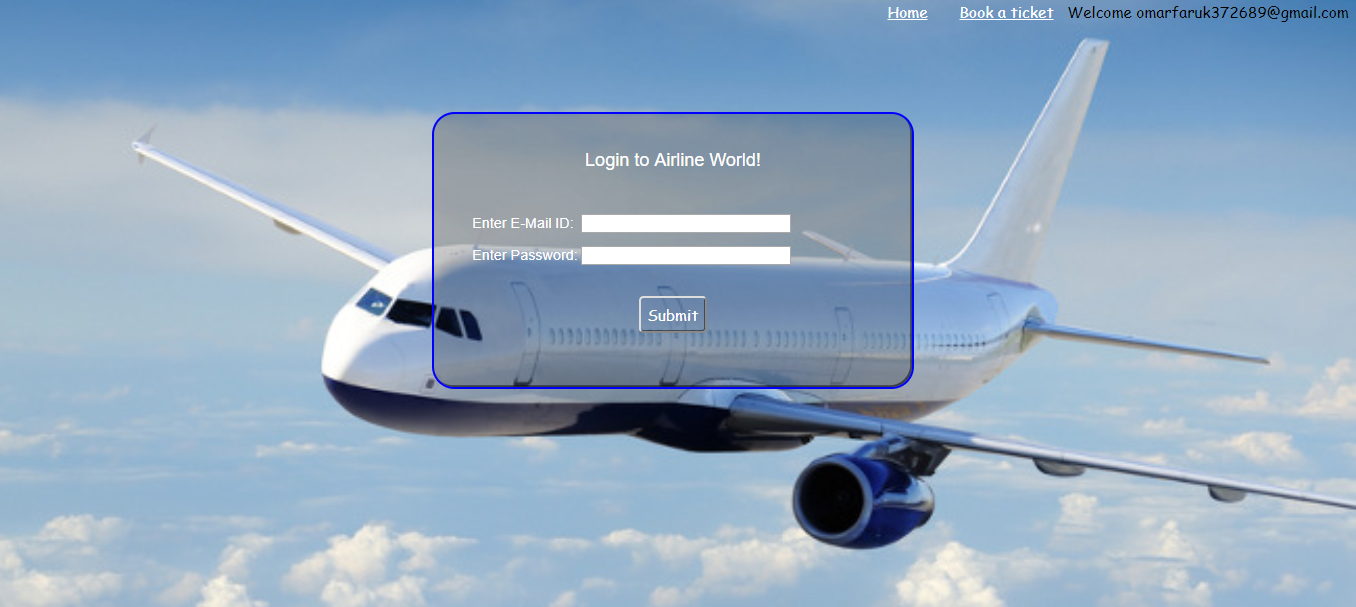 Home Book a ticket Welcome omarfaruk372689@gmail.com
Login to Airline World!
Enter E-Mail ID:
Enter Password:
Submit